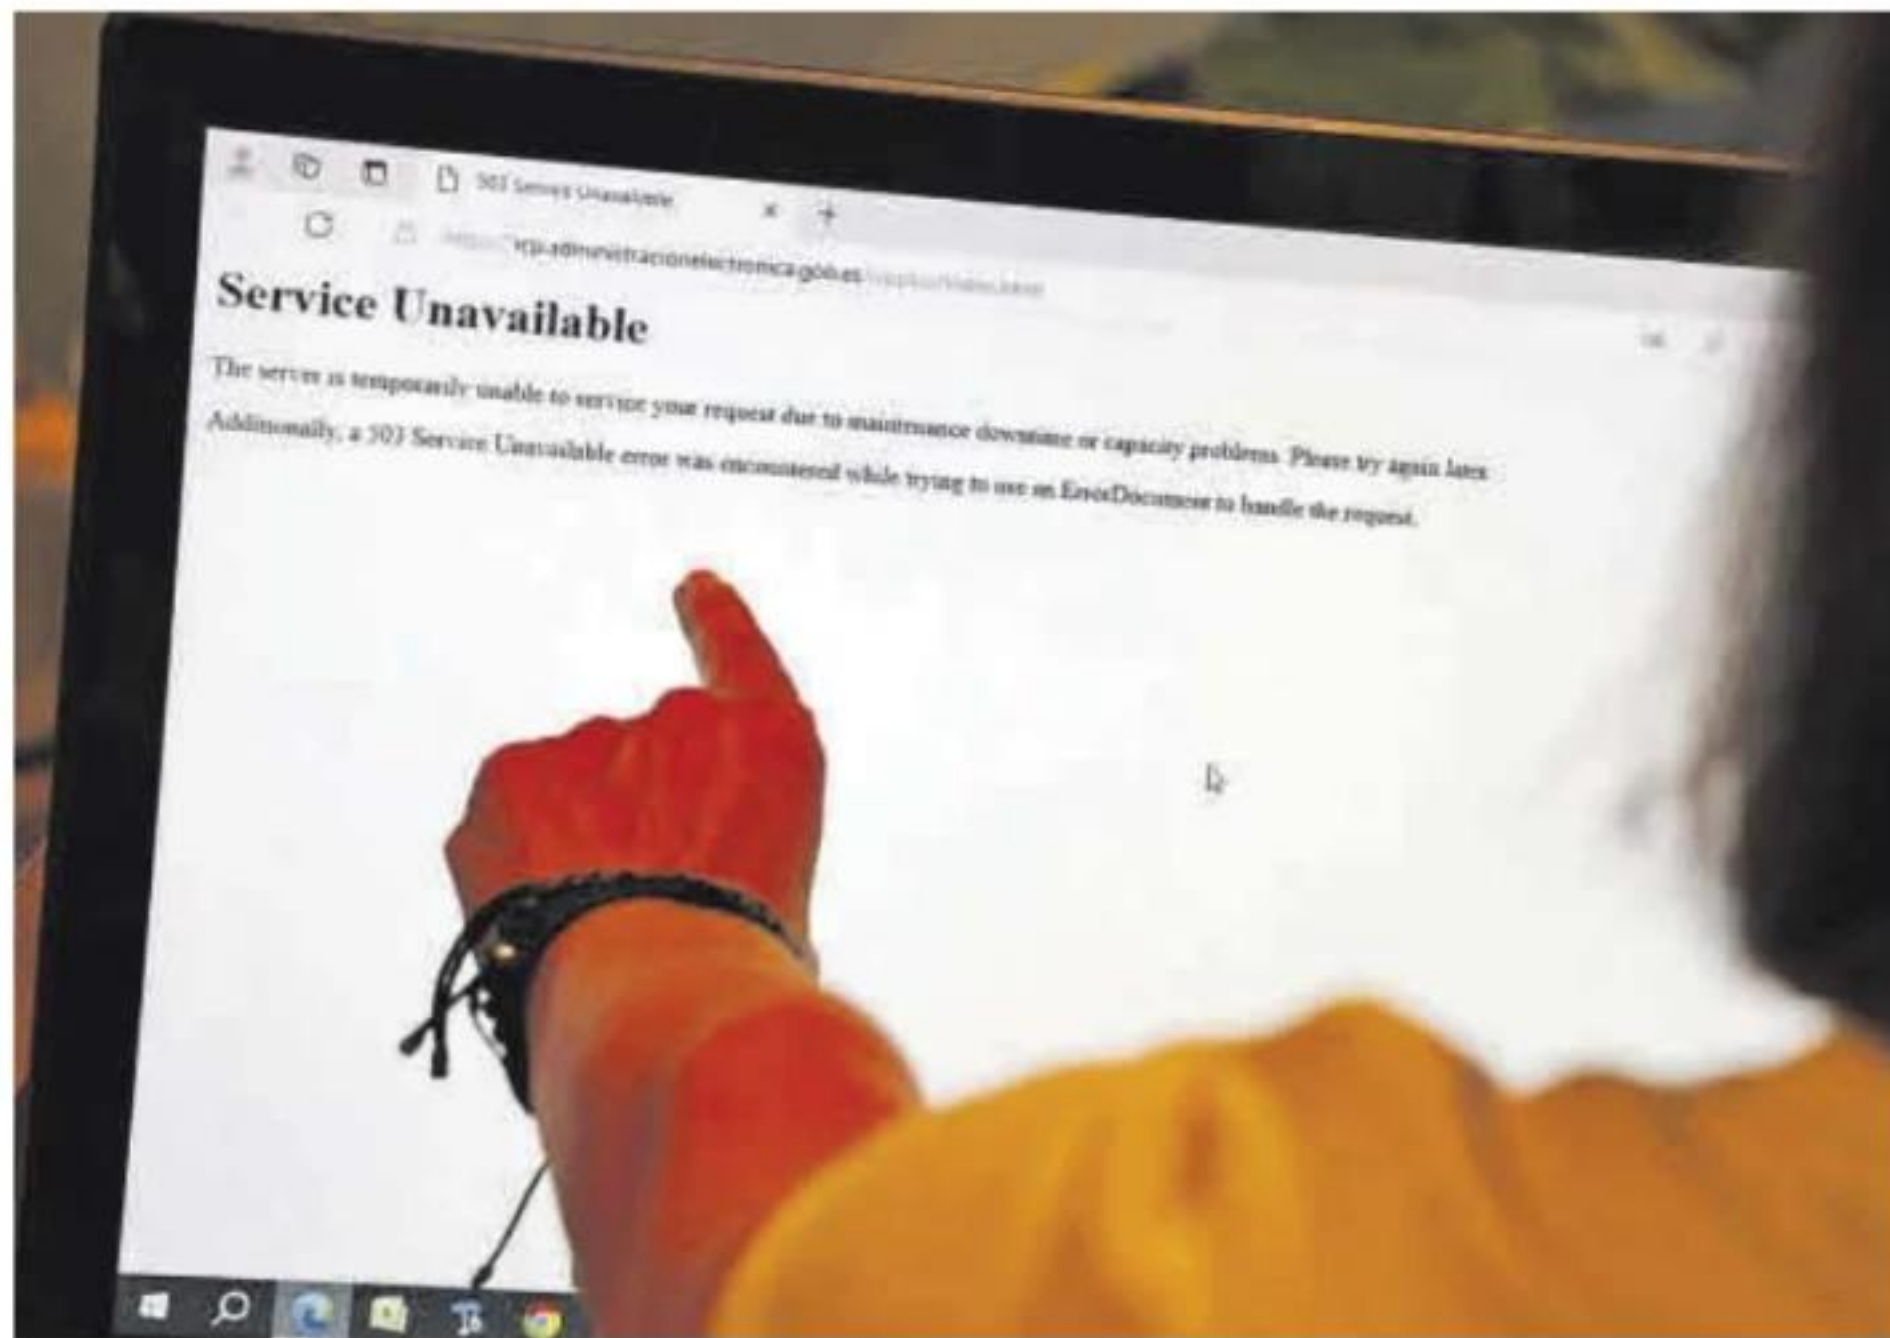 503 Service Unavailable
administracionelectronica.gob.es
Service Unavailable
The server is temporarily unable to service your request due to maintenance downtime or capacity problems. Please try again later.
Additionally, a 503 Service Unavailable error was encountered while trying to use an ErrorDocument to handle the request.